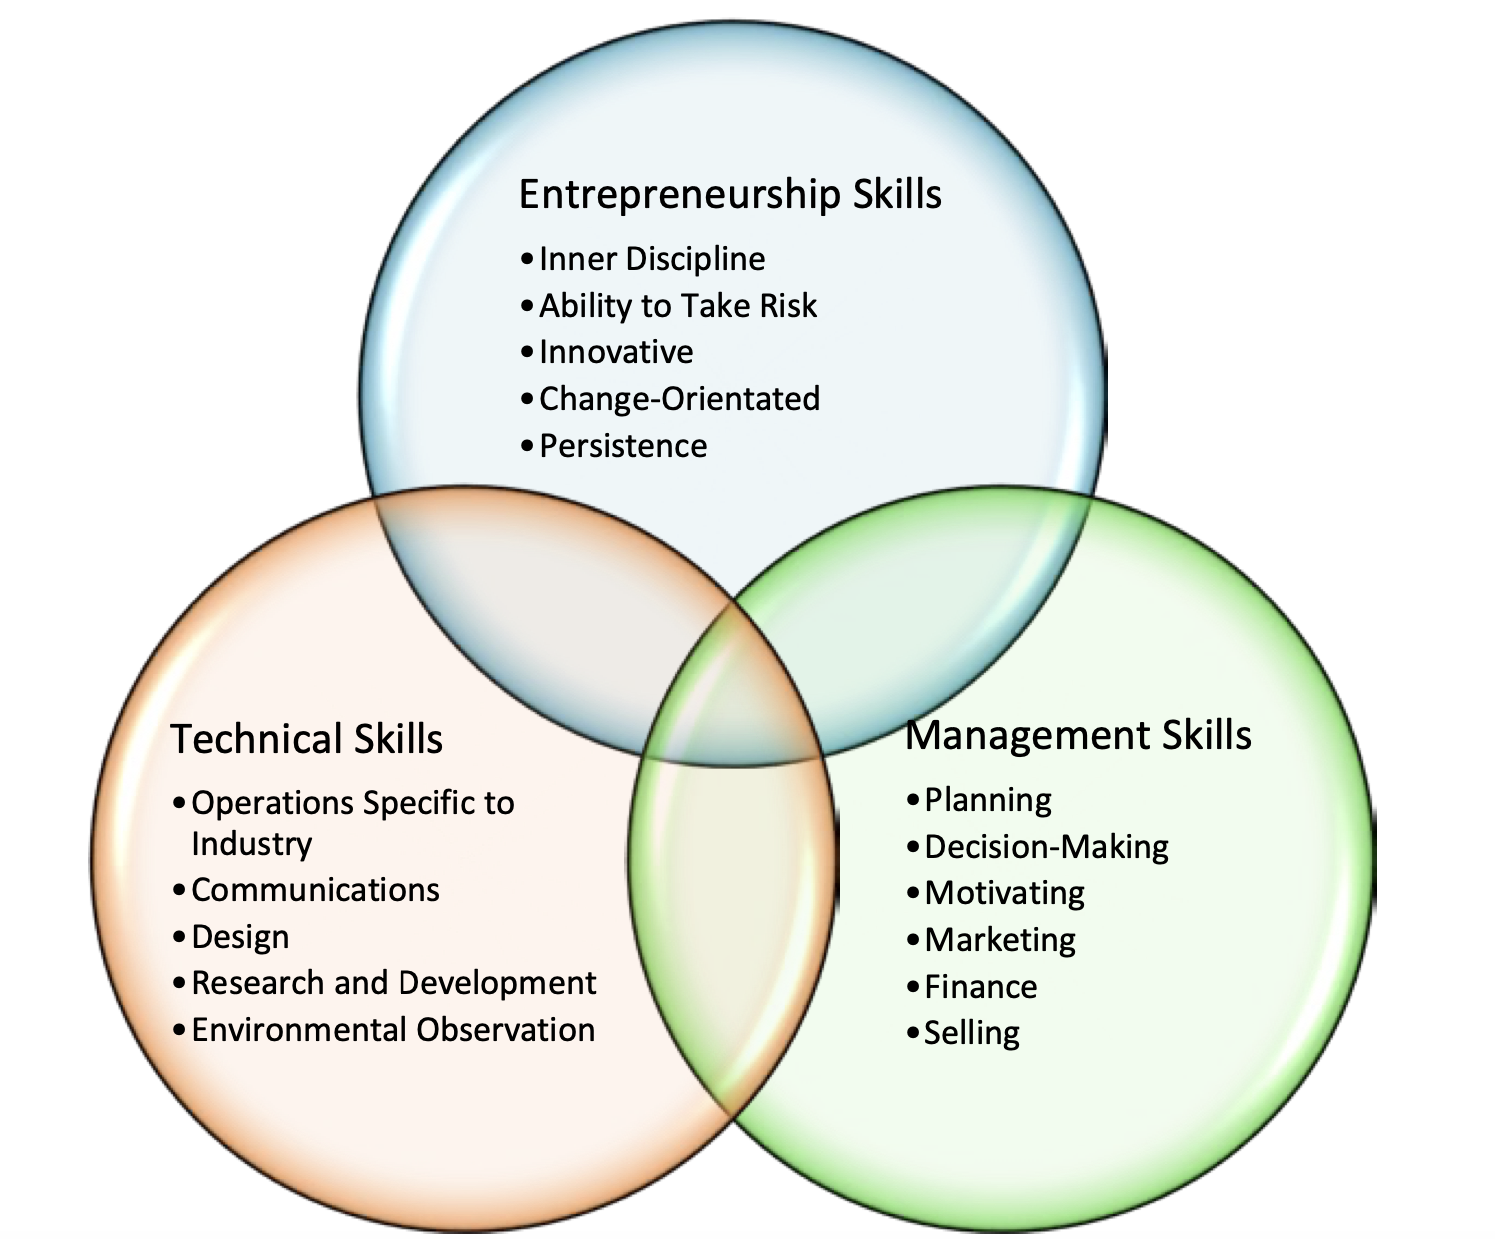 Entrepreneurship Skills
•Inner Discipline
•Ability to Take Risk
•Innovative
•Change-Orientated
•Persistence
Technical Skills
•Operations Specific to
Industry
•Communications
•Design
•Research and Development
•Environmental Observation
Management Skills
•Planning
•Decision-Making
•Motivating
•Marketing
•Finance
•Selling